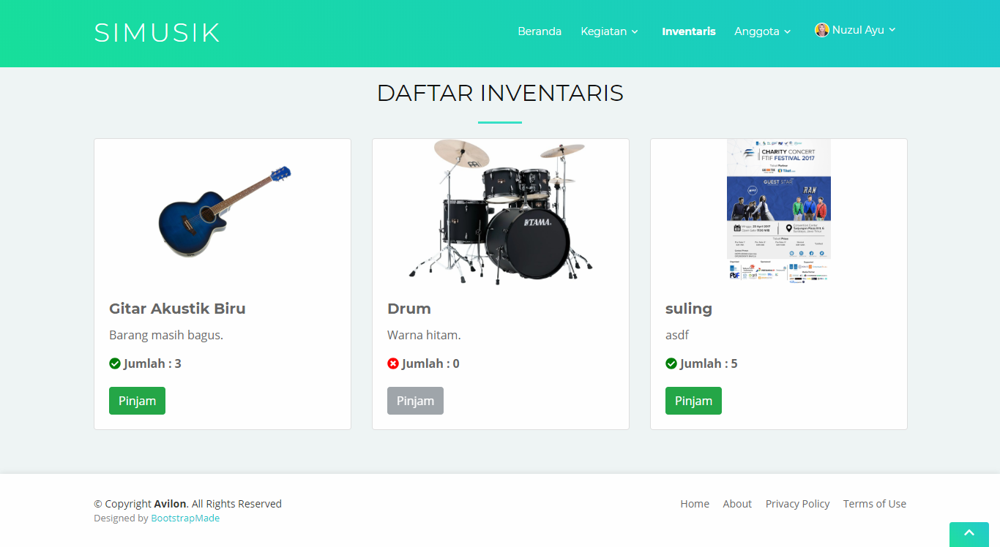 SIMUSIK
Beranda Kegiatan Inventaris Anggota Nuzul Ayu
DAFTAR INVENTARIS
TAMA
CHARITY CONCERT
FTIF FESTIVAL 2017
GUEST STAR
RAN
Gitar Akustik Biru
Barang masih bagus.
Jumlah : 3
Pinjam
Drum
Warna hitam.
Jumlah : 0
Pinjam
suling
asdf
Jumlah : 5
Pinjam
© Copyright Avilon. All Rights Reserved
Designed by BootstrapMade
Home About Privacy Policy Terms of Use